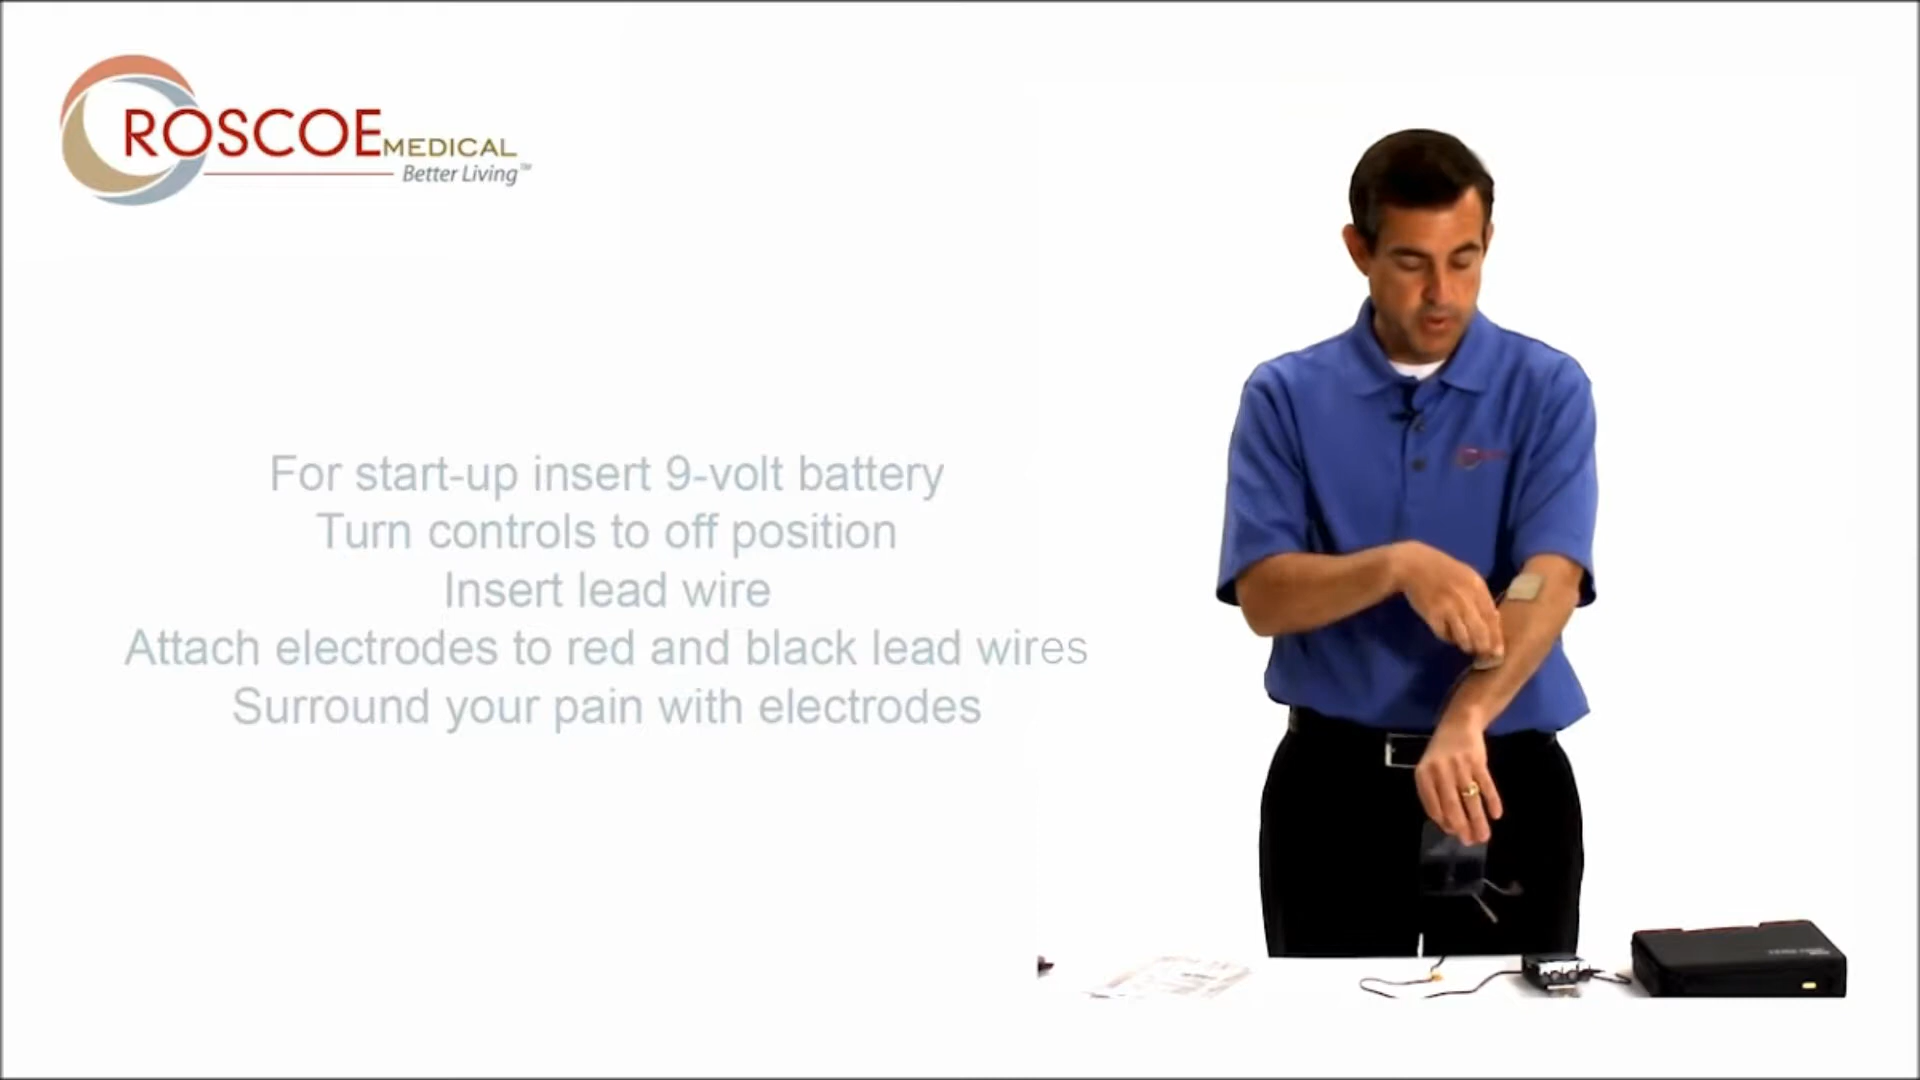 ROSCOE MEDICAL
Better Living™
For start-up insert 9-volt battery
Turn controls to off position
Insert lead wire
Attach electrodes to red and black lead wires
Surround your pain with electrodes